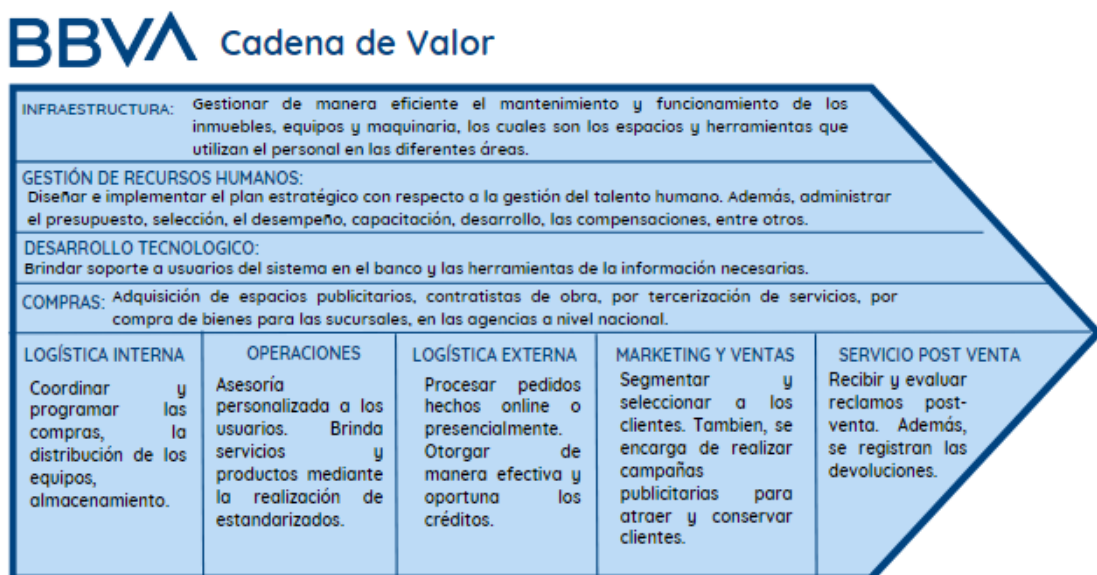 BBVA Cadena de Valor
INFRAESTRUCTURA: Gestionar de manera eficiente el mantenimiento y funcionamiento de los
inmuebles, equipos y maquinaria, los cuales son los espacios y herramientas que
utilizan el personal en las diferentes áreas.
GESTIÓN DE RECURSOS HUMANOS:
Diseñar e implementar el plan estratégico con respecto a la gestión del talento humano. Además, administrar
el presupuesto, selección, el desempeño, capacitación, desarrollo, las compensaciones, entre otros.
DESARROLLO TECNOLOGICO:
Brindar soporte a usuarios del sistema en el banco y las herramientas de la información necesarias.
COMPRAS: Adquisición de espacios publicitarios, contratistas de obra, por tercerización de servicios, por
compra de bienes para las sucursales, en las agencias a nivel nacional.
LOGÍSTICA INTERNA
Coordinar y
programar las
compras, la
distribución de los
equipos,
almacenamiento.
OPERACIONES
Asesoría
personalizada a los
usuarios. Brinda
servicios y
productos mediante
la realización de
estandarizados.
LOGÍSTICA EXTERNA
Procesar pedidos
hechos online o
presencialmente.
Otorgar de
manera efectiva y
oportuna los
créditos.
MARKETING Y VENTAS
Segmentar y
seleccionar a los
clientes. Tambien, se
encarga de realizar
campañas
publicitarias para
atraer y conservar
clientes.
SERVICIO POST VENTA
Recibir y evaluar
reclamos post-
venta. Además,
se registran las
devoluciones.